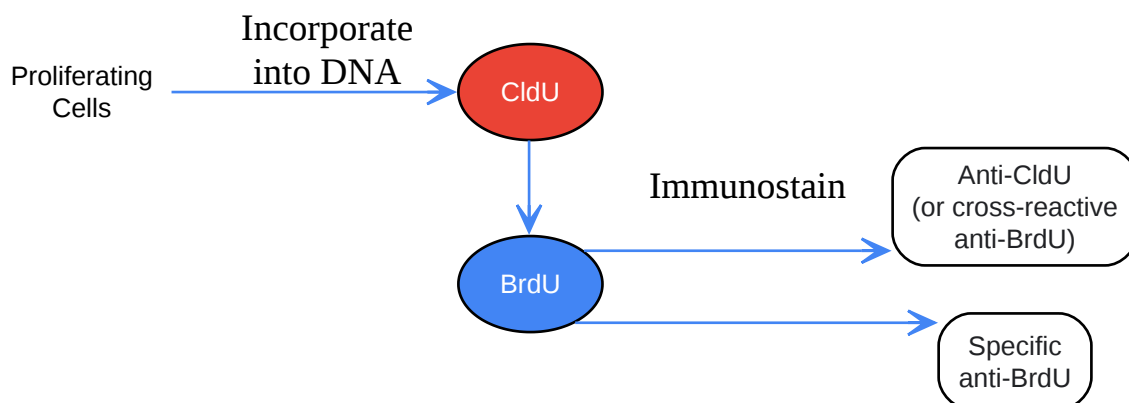 Incorporate
into DNA
Proliferating
Cells
CldU
Immunostain
Anti-CldU
(or cross-reactive
anti-BrdU)
BrdU
Specific
anti-BrdU